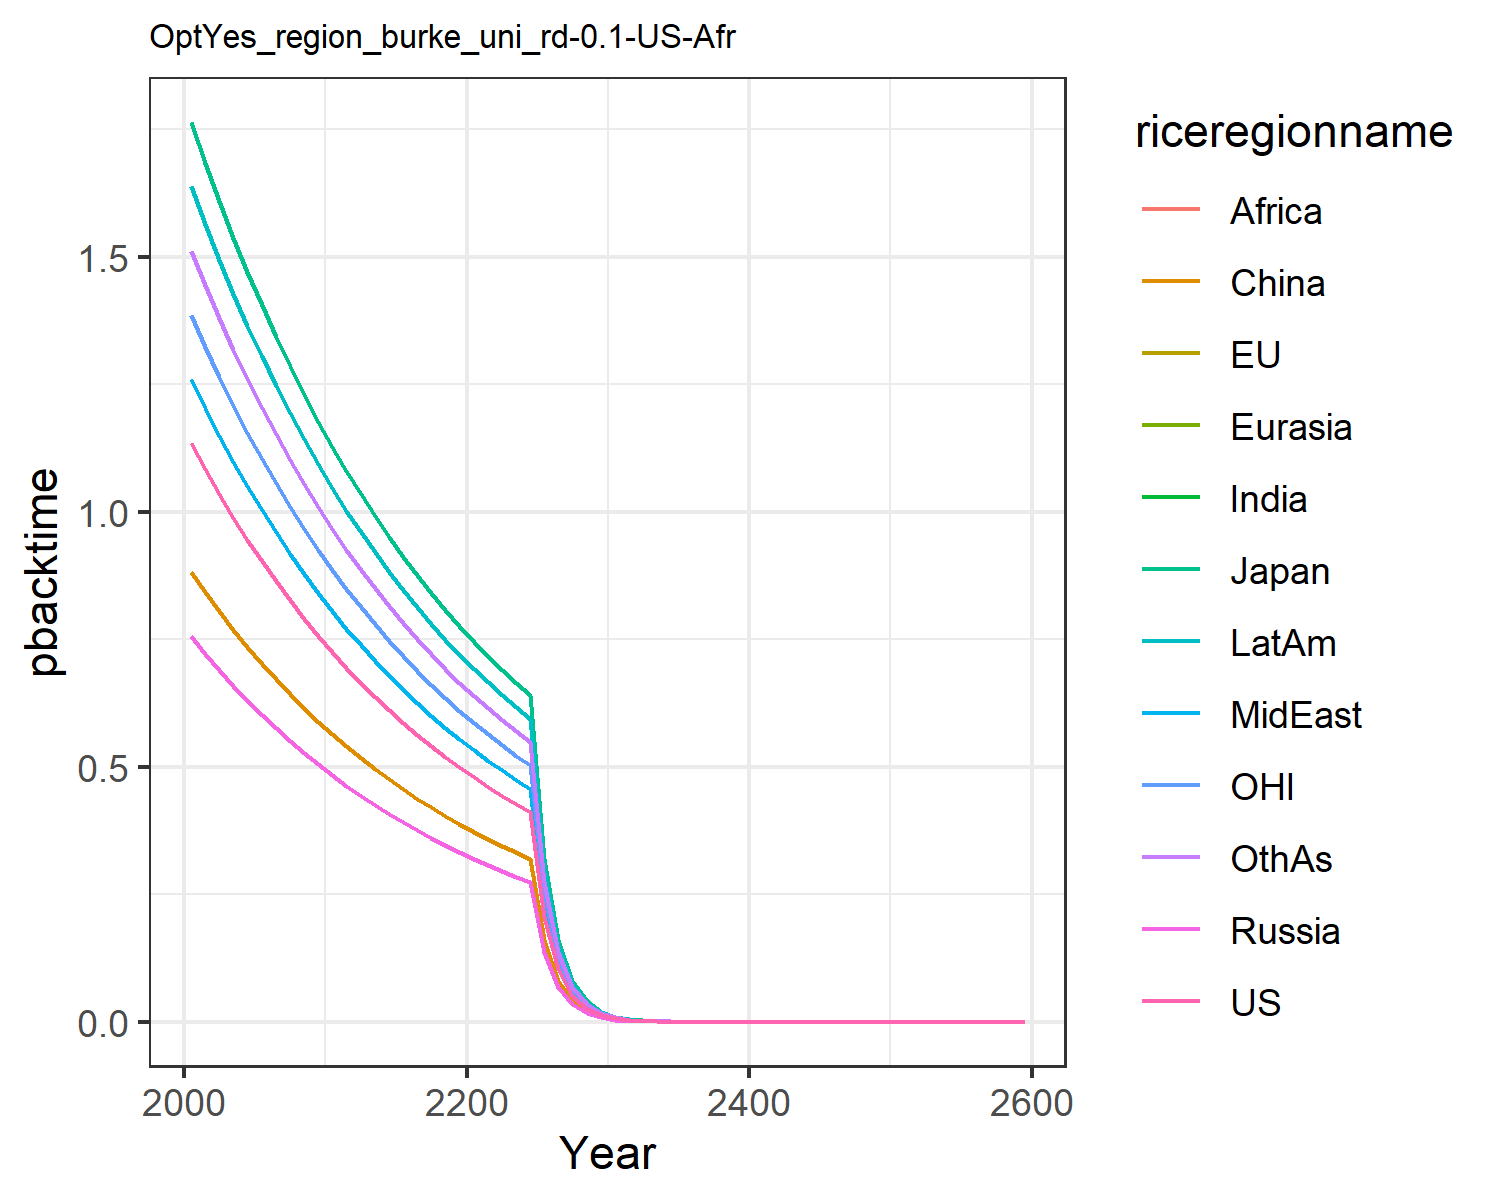 OptYes_region_burke_uni_rd-0.1-US-Afr
1.5
1.0
0.5
0.0
pbacktime
2000
2200
2400
2600
Year
riceregionname
Africa
China
EU
Eurasia
India
Japan
LatAm
MidEast
OHI
OthAs
Russia
US